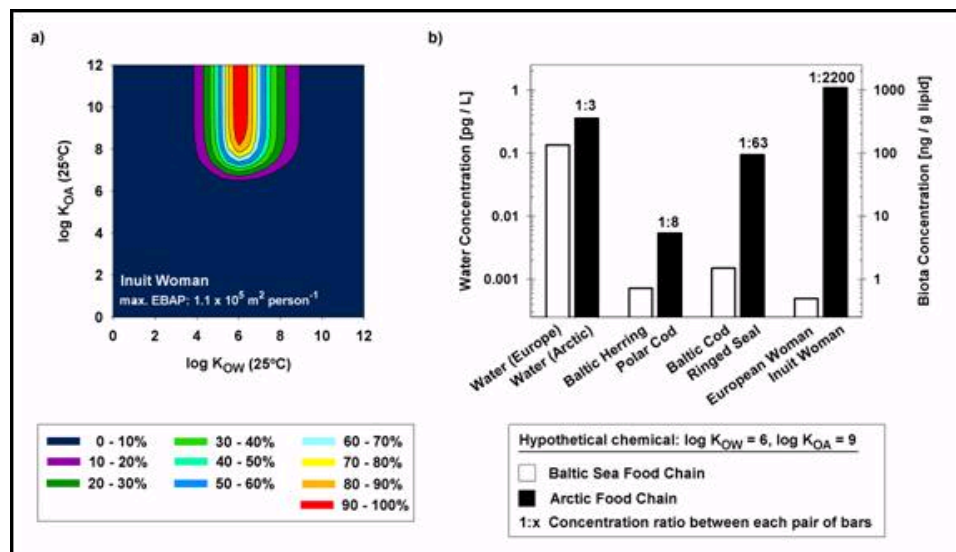 a)
log KOA (25°C)
12
10
8
6
4
2
0
Inuit Woman
max. EBAP: 1.1 x 10⁵ m² person⁻¹
0 2 4 6 8 10 12
log KOW (25°C)
0 - 10%
10 - 20%
20 - 30%
30 - 40%
40 - 50%
50 - 60%
60 - 70%
70 - 80%
80 - 90%
90 - 100%
b)
Water Concentration [pg / L]
1
0.1
0.01
0.001
1:3
1:8
1:63
1:2200
1000
100
10
1
Biota Concentration [ng / g lipid]
Water (Europe)
Water (Arctic)
Baltic Herring
Polar Cod
Baltic Cod
Ringed Seal
European Woman
Inuit Woman
Hypothetical chemical: log KOW = 6, log KOA = 9
Baltic Sea Food Chain
Arctic Food Chain
1:x Concentration ratio between each pair of bars